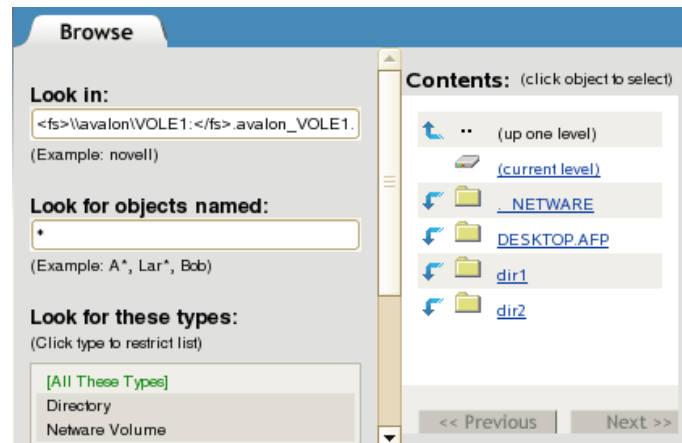 Browse
Look in:
<fs>\\avalon\VOLE1:</fs>.avalon_VOLE1.
(Example: novell)
Look for objects named:
*
(Example: A*, Lar*, Bob)
Look for these types:
(Click type to restrict list)
[All These Types]
Directory
Netware Volume
Contents: (click object to select)
.. (up one level)
(current level)
._NETWARE
DESKTOP.AFP
dir1
dir2
<< Previous
Next >>